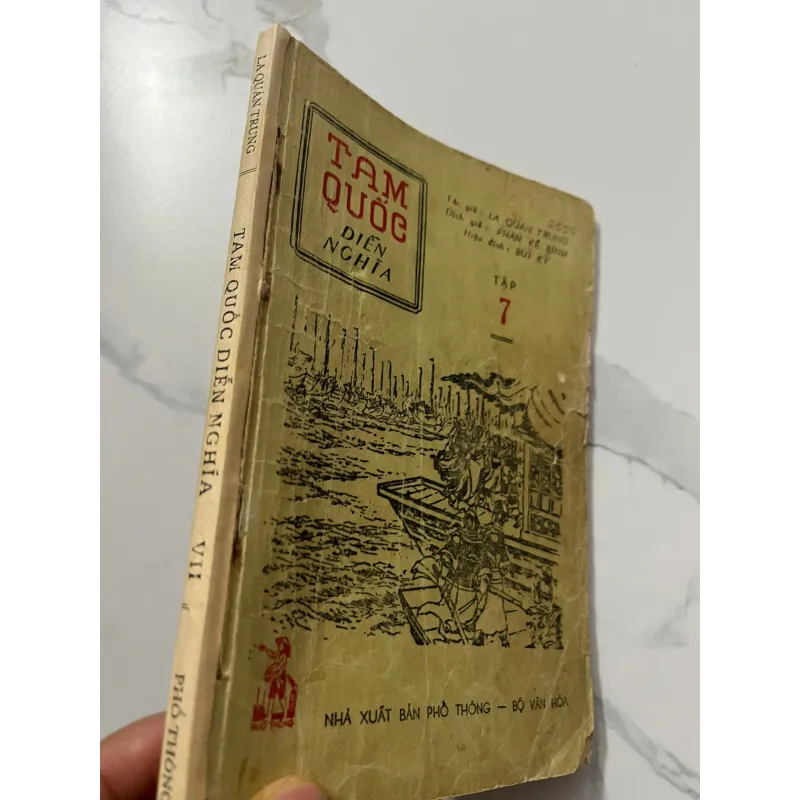 LA QUÁN TRUNG
TAM QUỐC DIỄN NGHĨA
VII
PHỔ THÔNG
TAM
QUỐC
DIỄN
NGHĨA
Tác giả : LA QUÁN TRUNG
Dịch giả : PHAN KẾ BÍNH
Hiệu đính : BÙI KỶ
TẬP
7
PHỔ THÔNG
NHÀ XUẤT BẢN PHỔ THÔNG — BỘ VĂN HÓA